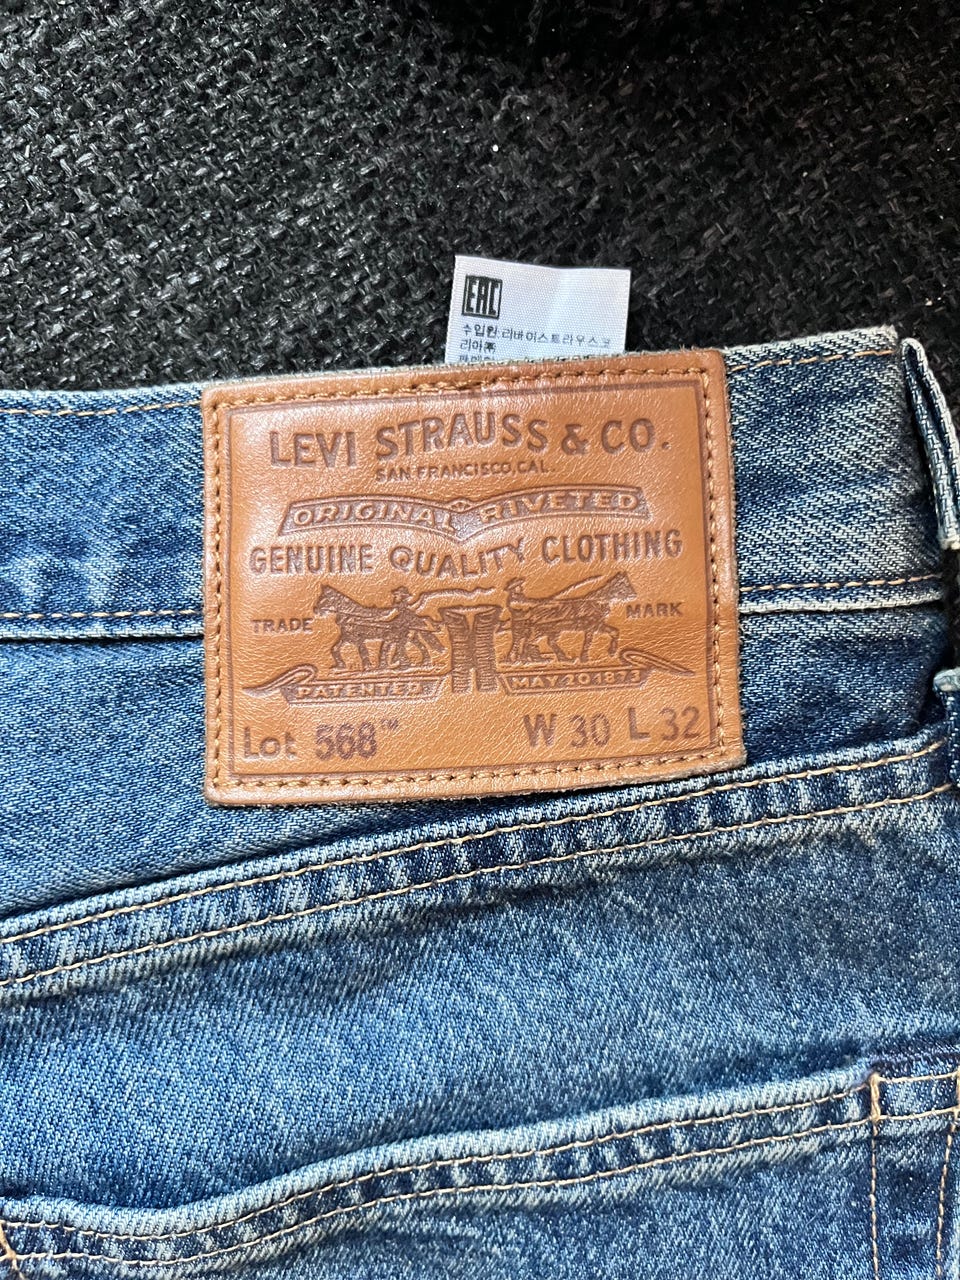 EAC
수입원:리바이스트라우스코
리아㈜
LEVI STRAUSS & CO.
SAN FRANCISCO, CAL.
ORIGINAL RIVETED
GENUINE QUALITY CLOTHING
TRADE MARK
PATENTED MAY 20 1873
Lot 568™ W 30 L 32